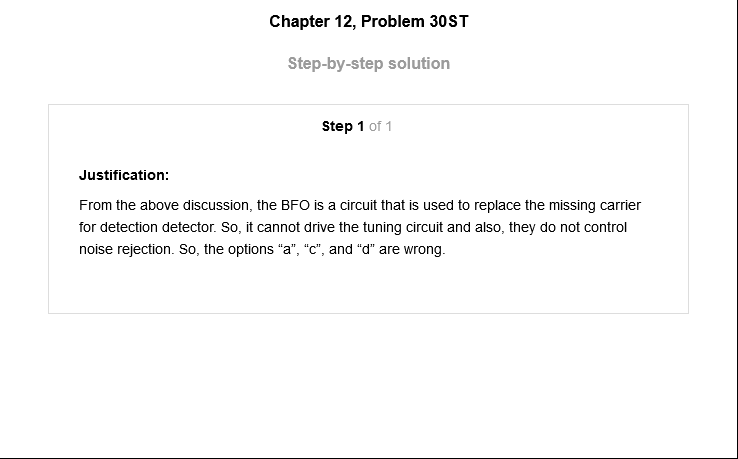 Chapter 12, Problem 30ST
Step-by-step solution
Step 1 of 1
Justification:
From the above discussion, the BFO is a circuit that is used to replace the missing carrier
for detection detector. So, it cannot drive the tuning circuit and also, they do not control
noise rejection. So, the options “a”, “c”, and “d” are wrong.